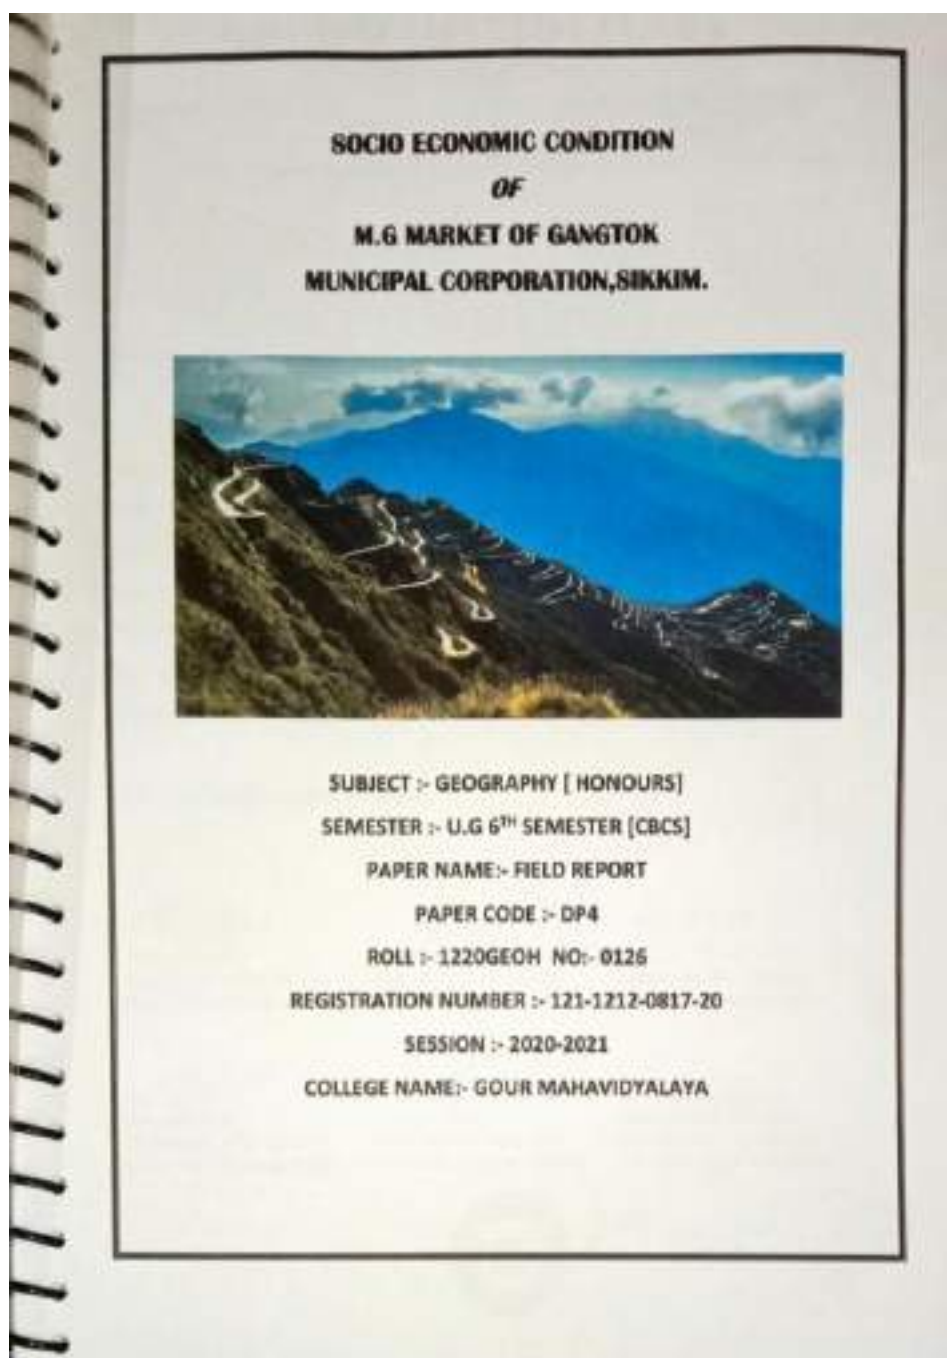 SOCIO ECONOMIC CONDITION
OF
M.G MARKET OF GANGTOK
MUNICIPAL CORPORATION,SIKKIM.
SUBJECT :- GEOGRAPHY [ HONOURS]
SEMESTER :- U.G 6TH SEMESTER [CBCS]
PAPER NAME:- FIELD REPORT
PAPER CODE :- DP4
ROLL :- 1220GEOH NO:- 0126
REGISTRATION NUMBER :- 121-1212-0817-20
SESSION :- 2020-2021
COLLEGE NAME:- GOUR MAHAVIDYALAYA